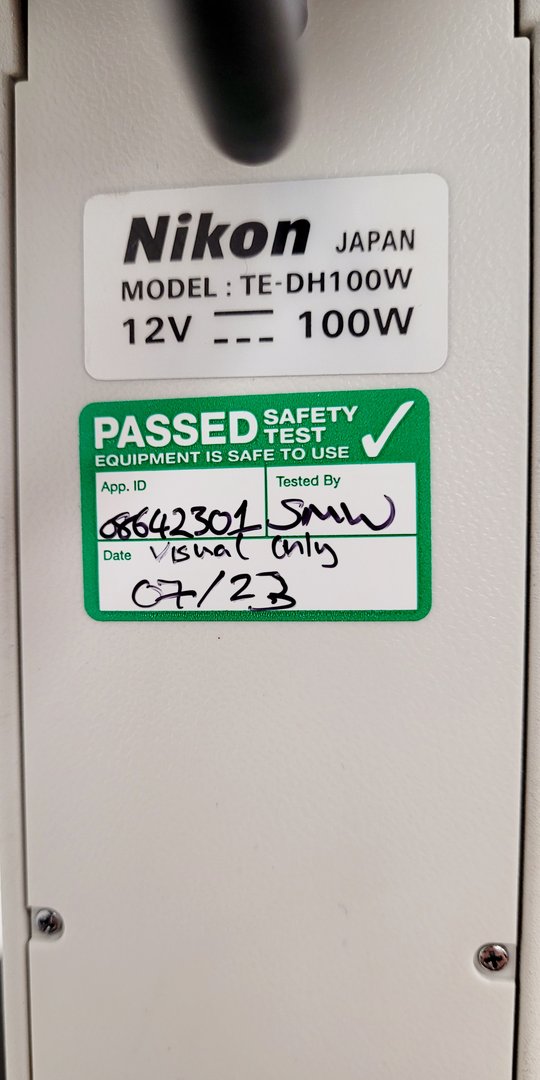 Nikon JAPAN
MODEL : TE-DH100W
12V 100W
PASSED SAFETY TEST
EQUIPMENT IS SAFE TO USE
App. ID
Tested By
08642301
SMW
Date Visual Only
07/23